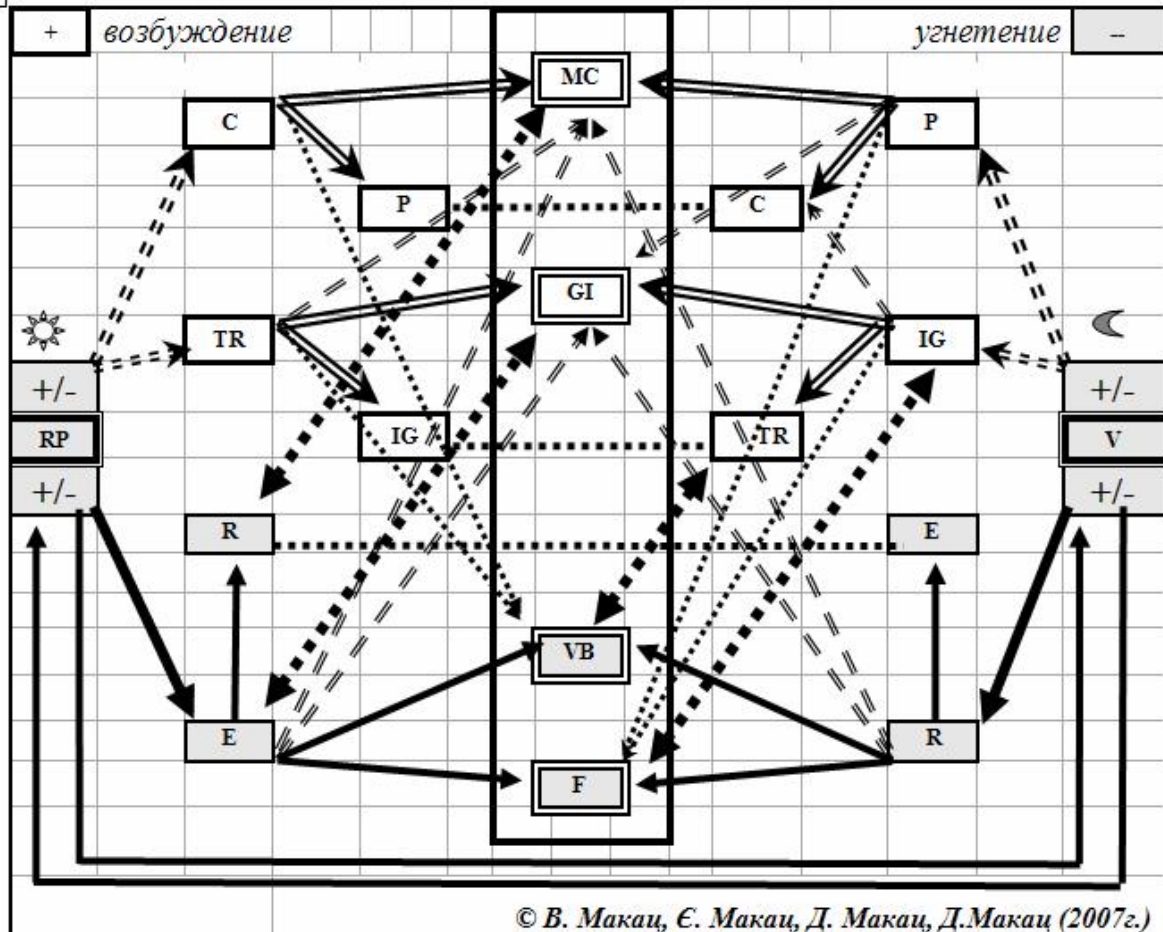 + возбуждение угнетение --
MC
C P
P C
GI
TR IG
+/- +/-
IG TR
RP V
+/- +/-
R E
VB
E R
F
© В. Макац, Є. Макац, Д. Макац, Д.Макац (2007г.)